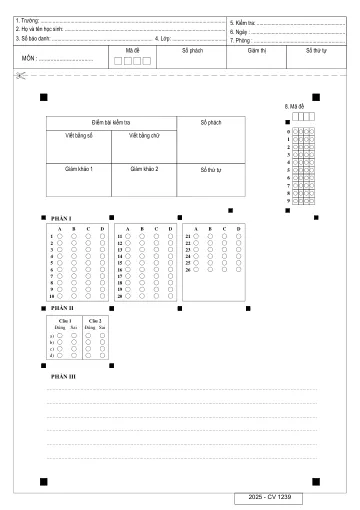 1. Trường: 5. Kiểm tra:
2. Họ và tên học sinh: 6. Ngày :
3. Số báo danh: 4. Lớp: 7. Phòng :
MÔN : Mã đề Số phách Giám thị Số thứ tự
8. Mã đề
Điểm bài kiểm tra Số phách
Viết bằng số Viết bằng chữ
Giám khảo 1 Giám khảo 2 Số thứ tự
0
1
2
3
4
5
6
7
8
9
PHẦN I
A B C D A B C D A B C D
1 11 21
2 12 22
3 13 23
4 14 24
5 15 25
6 16 26
7 17
8 18
9 19
10 20
PHẦN II
Câu 1 Câu 2
Đúng Sai Đúng Sai
a)
b)
c)
d)
PHẦN III
2025 - CV 1239